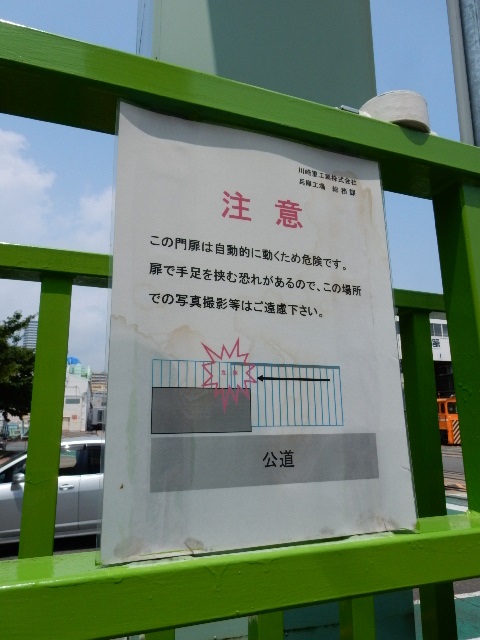 川崎重工業株式会社
兵庫工場 総務部
注意
この門扉は自動的に動くため危険です。
扉で手足を挟む恐れがあるので、この場所
での写真撮影等はご遠慮下さい。
公道